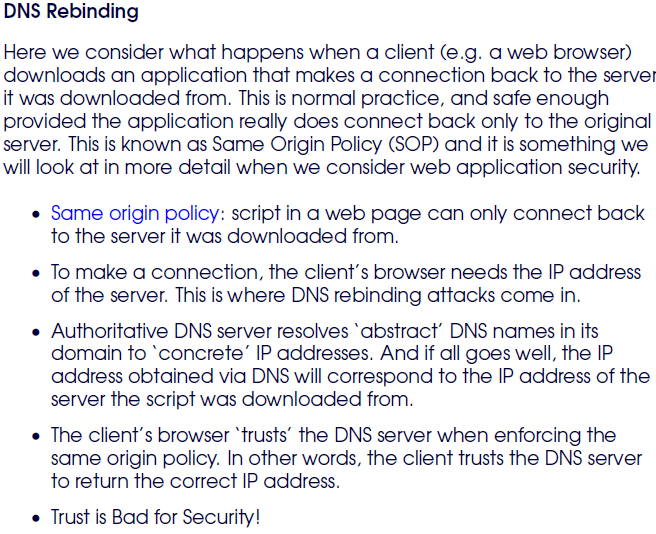 DNS Rebinding
Here we consider what happens when a client (e.g. a web browser)
downloads an application that makes a connection back to the server
it was downloaded from. This is normal practice, and safe enough
provided the application really does connect back only to the original
server. This is known as Same Origin Policy (SOP) and it is something we
will look at in more detail when we consider web application security.
• Same origin policy: script in a web page can only connect back
to the server it was downloaded from.
• To make a connection, the client's browser needs the IP address
of the server. This is where DNS rebinding attacks come in.
• Authoritative DNS server resolves ‘abstract’ DNS names in its
domain to ‘concrete’ IP addresses. And if all goes well, the IP
address obtained via DNS will correspond to the IP address of the
server the script was downloaded from.
• The client's browser ‘trusts’ the DNS server when enforcing the
same origin policy. In other words, the client trusts the DNS server
to return the correct IP address.
• Trust is Bad for Security!